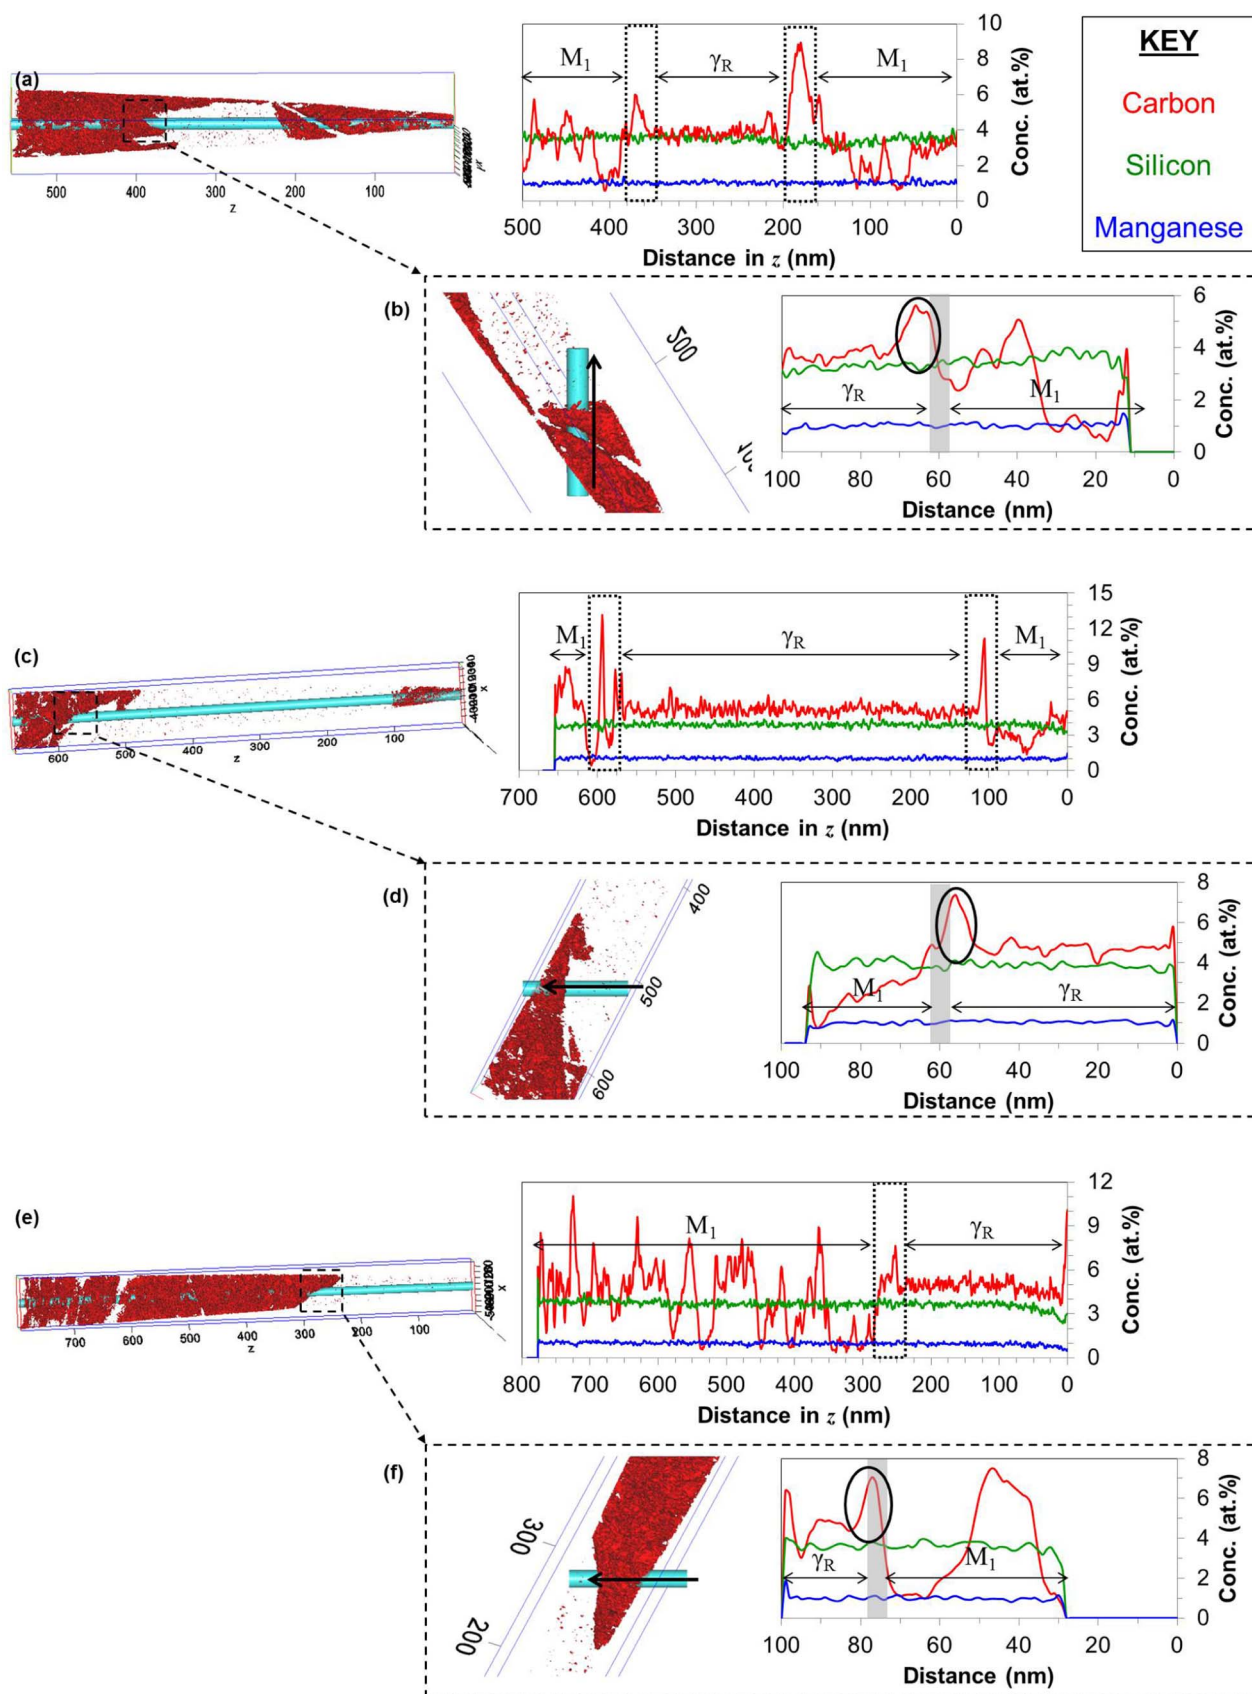 (a)
500
400
300
200
100
z
M₁
γR
M₁
10
8
6
4
2
0
Conc. (at.%)
500
400
300
200
100
0
Distance in z (nm)
KEY
Carbon
Silicon
Manganese
(b)
200
γR
M₁
6
4
2
0
Conc. (at.%)
100
80
60
40
20
0
Distance (nm)
(c)
600
500
400
300
200
100
z
x
M₁
γR
M₁
15
12
9
6
3
0
Conc. (at.%)
700
600
500
400
300
200
100
0
Distance in z (nm)
(d)
400
500
600
M₁
γR
8
6
4
2
0
Conc. (at.%)
100
80
60
40
20
0
Distance (nm)
(e)
700
600
500
400
300
200
100
z
x
M₁
γR
12
9
6
3
0
Conc. (at.%)
800
700
600
500
400
300
200
100
0
Distance in z (nm)
(f)
300
200
γR
M₁
8
6
4
2
0
Conc. (at.%)
100
80
60
40
20
0
Distance (nm)